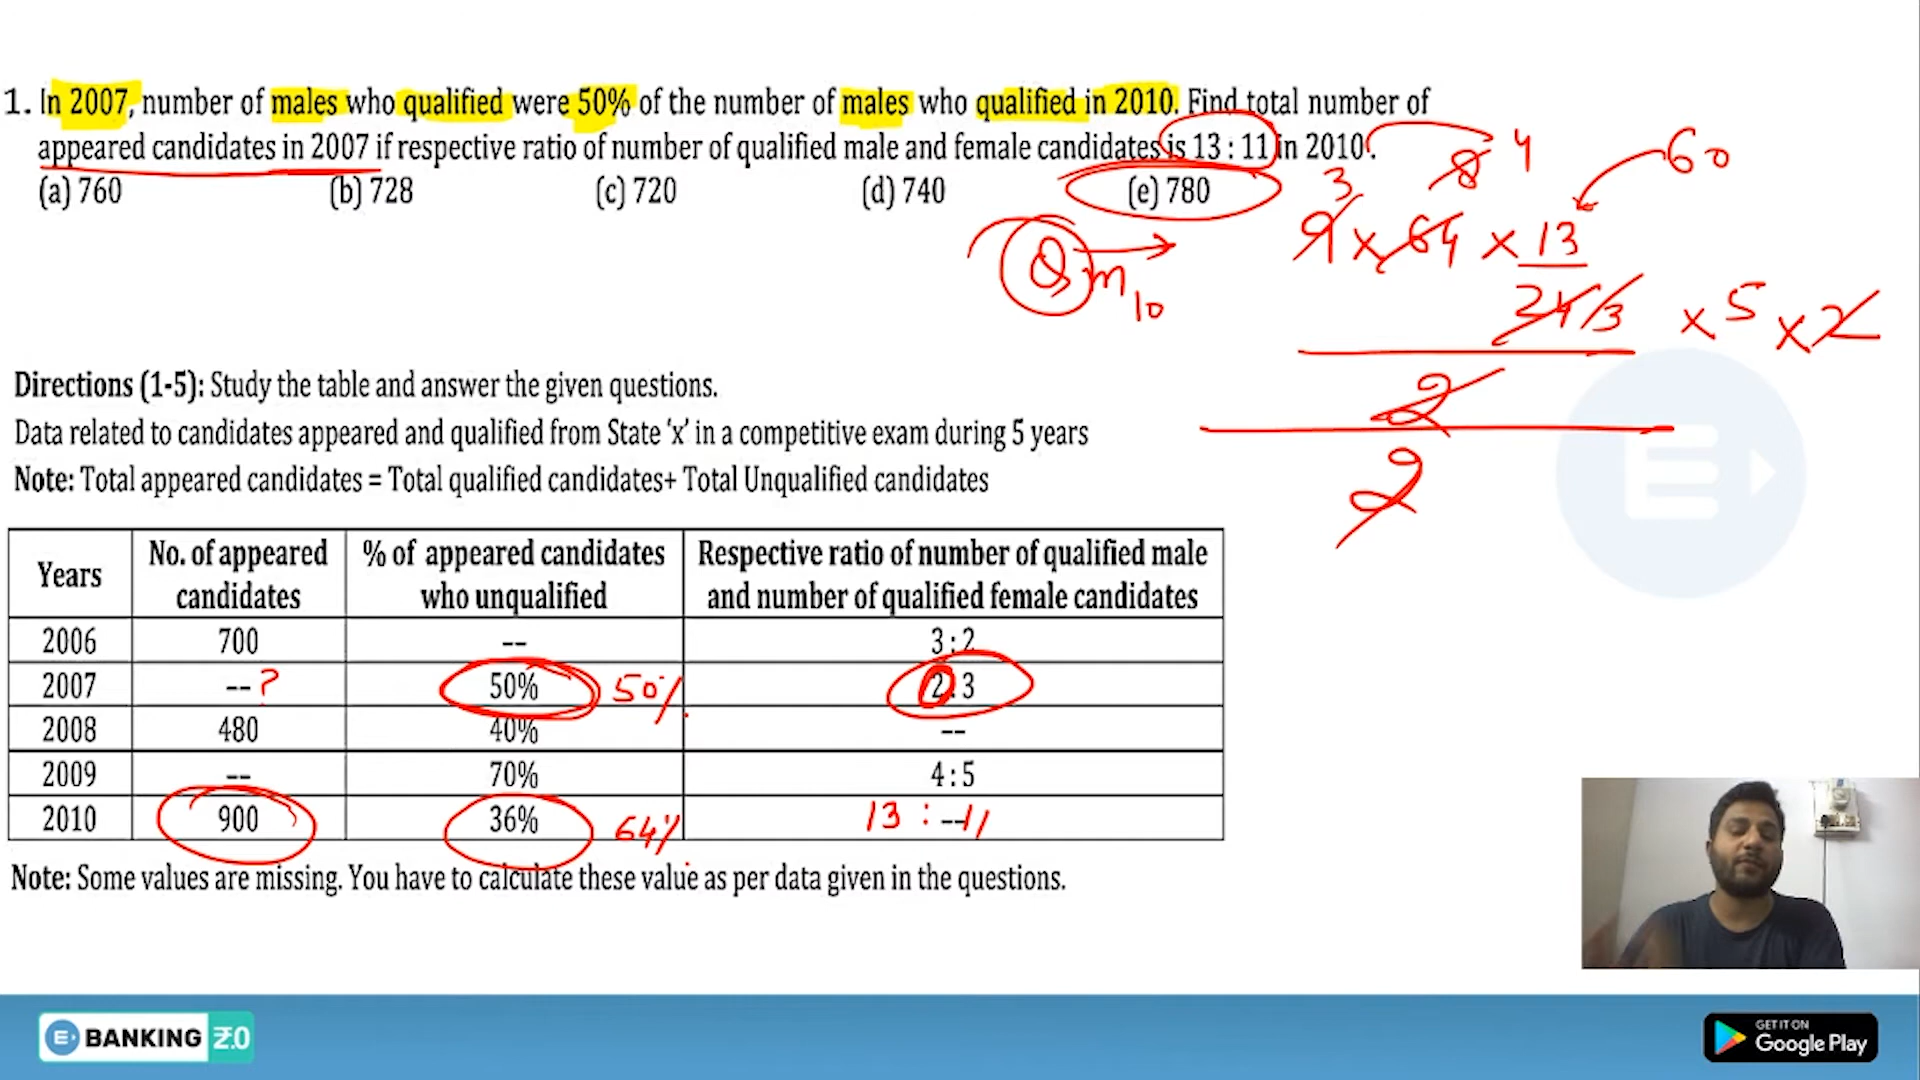 1. In 2007, number of males who qualified were 50% of the number of males who qualified in 2010. Find total number of
appeared candidates in 2007 if respective ratio of number of qualified male and female candidates is 13 : 11 in 2010.
(a) 760 (b) 728 (c) 720 (d) 740 (e) 780
8 4 60
3
9 x 64 x 13
24 3 x 5 x 2
2
2
Q m 10
Directions (1-5): Study the table and answer the given questions.
Data related to candidates appeared and qualified from State 'x' in a competitive exam during 5 years
Note: Total appeared candidates = Total qualified candidates+ Total Unqualified candidates
Years No. of appeared candidates % of appeared candidates who unqualified Respective ratio of number of qualified male and number of qualified female candidates
2006 700 -- 3 : 2
2007 -- ? 50% 50% 2 : 3
2008 480 40% --
2009 -- 70% 4 : 5
2010 900 36% 64% 13 : -- 11
Note: Some values are missing. You have to calculate these value as per data given in the questions.
E
E BANKING 2.0
GET IT ON
Google Play